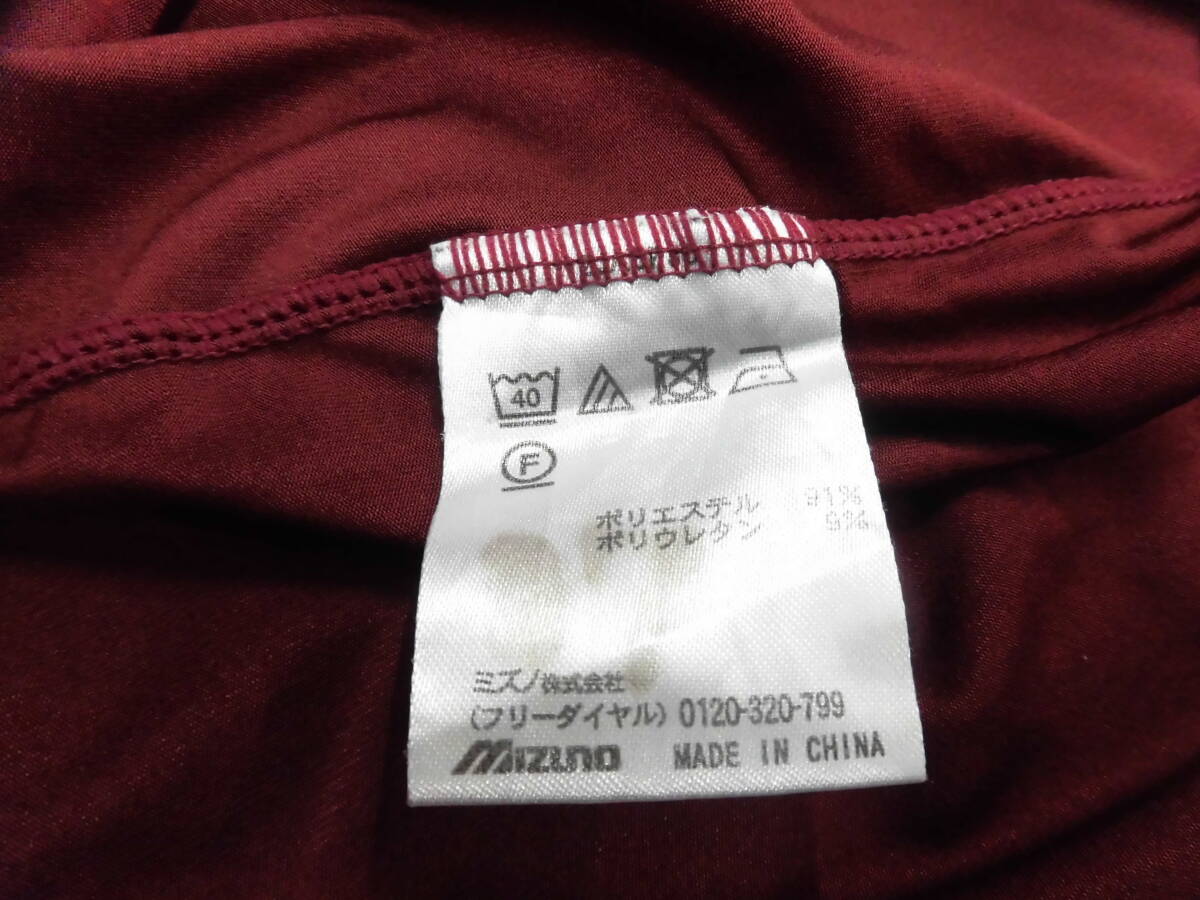 40
F
ポリエステル 91%
ポリウレタン 9%
ミズノ株式会社
(フリーダイヤル) 0120-320-799
MIZUNO MADE IN CHINA